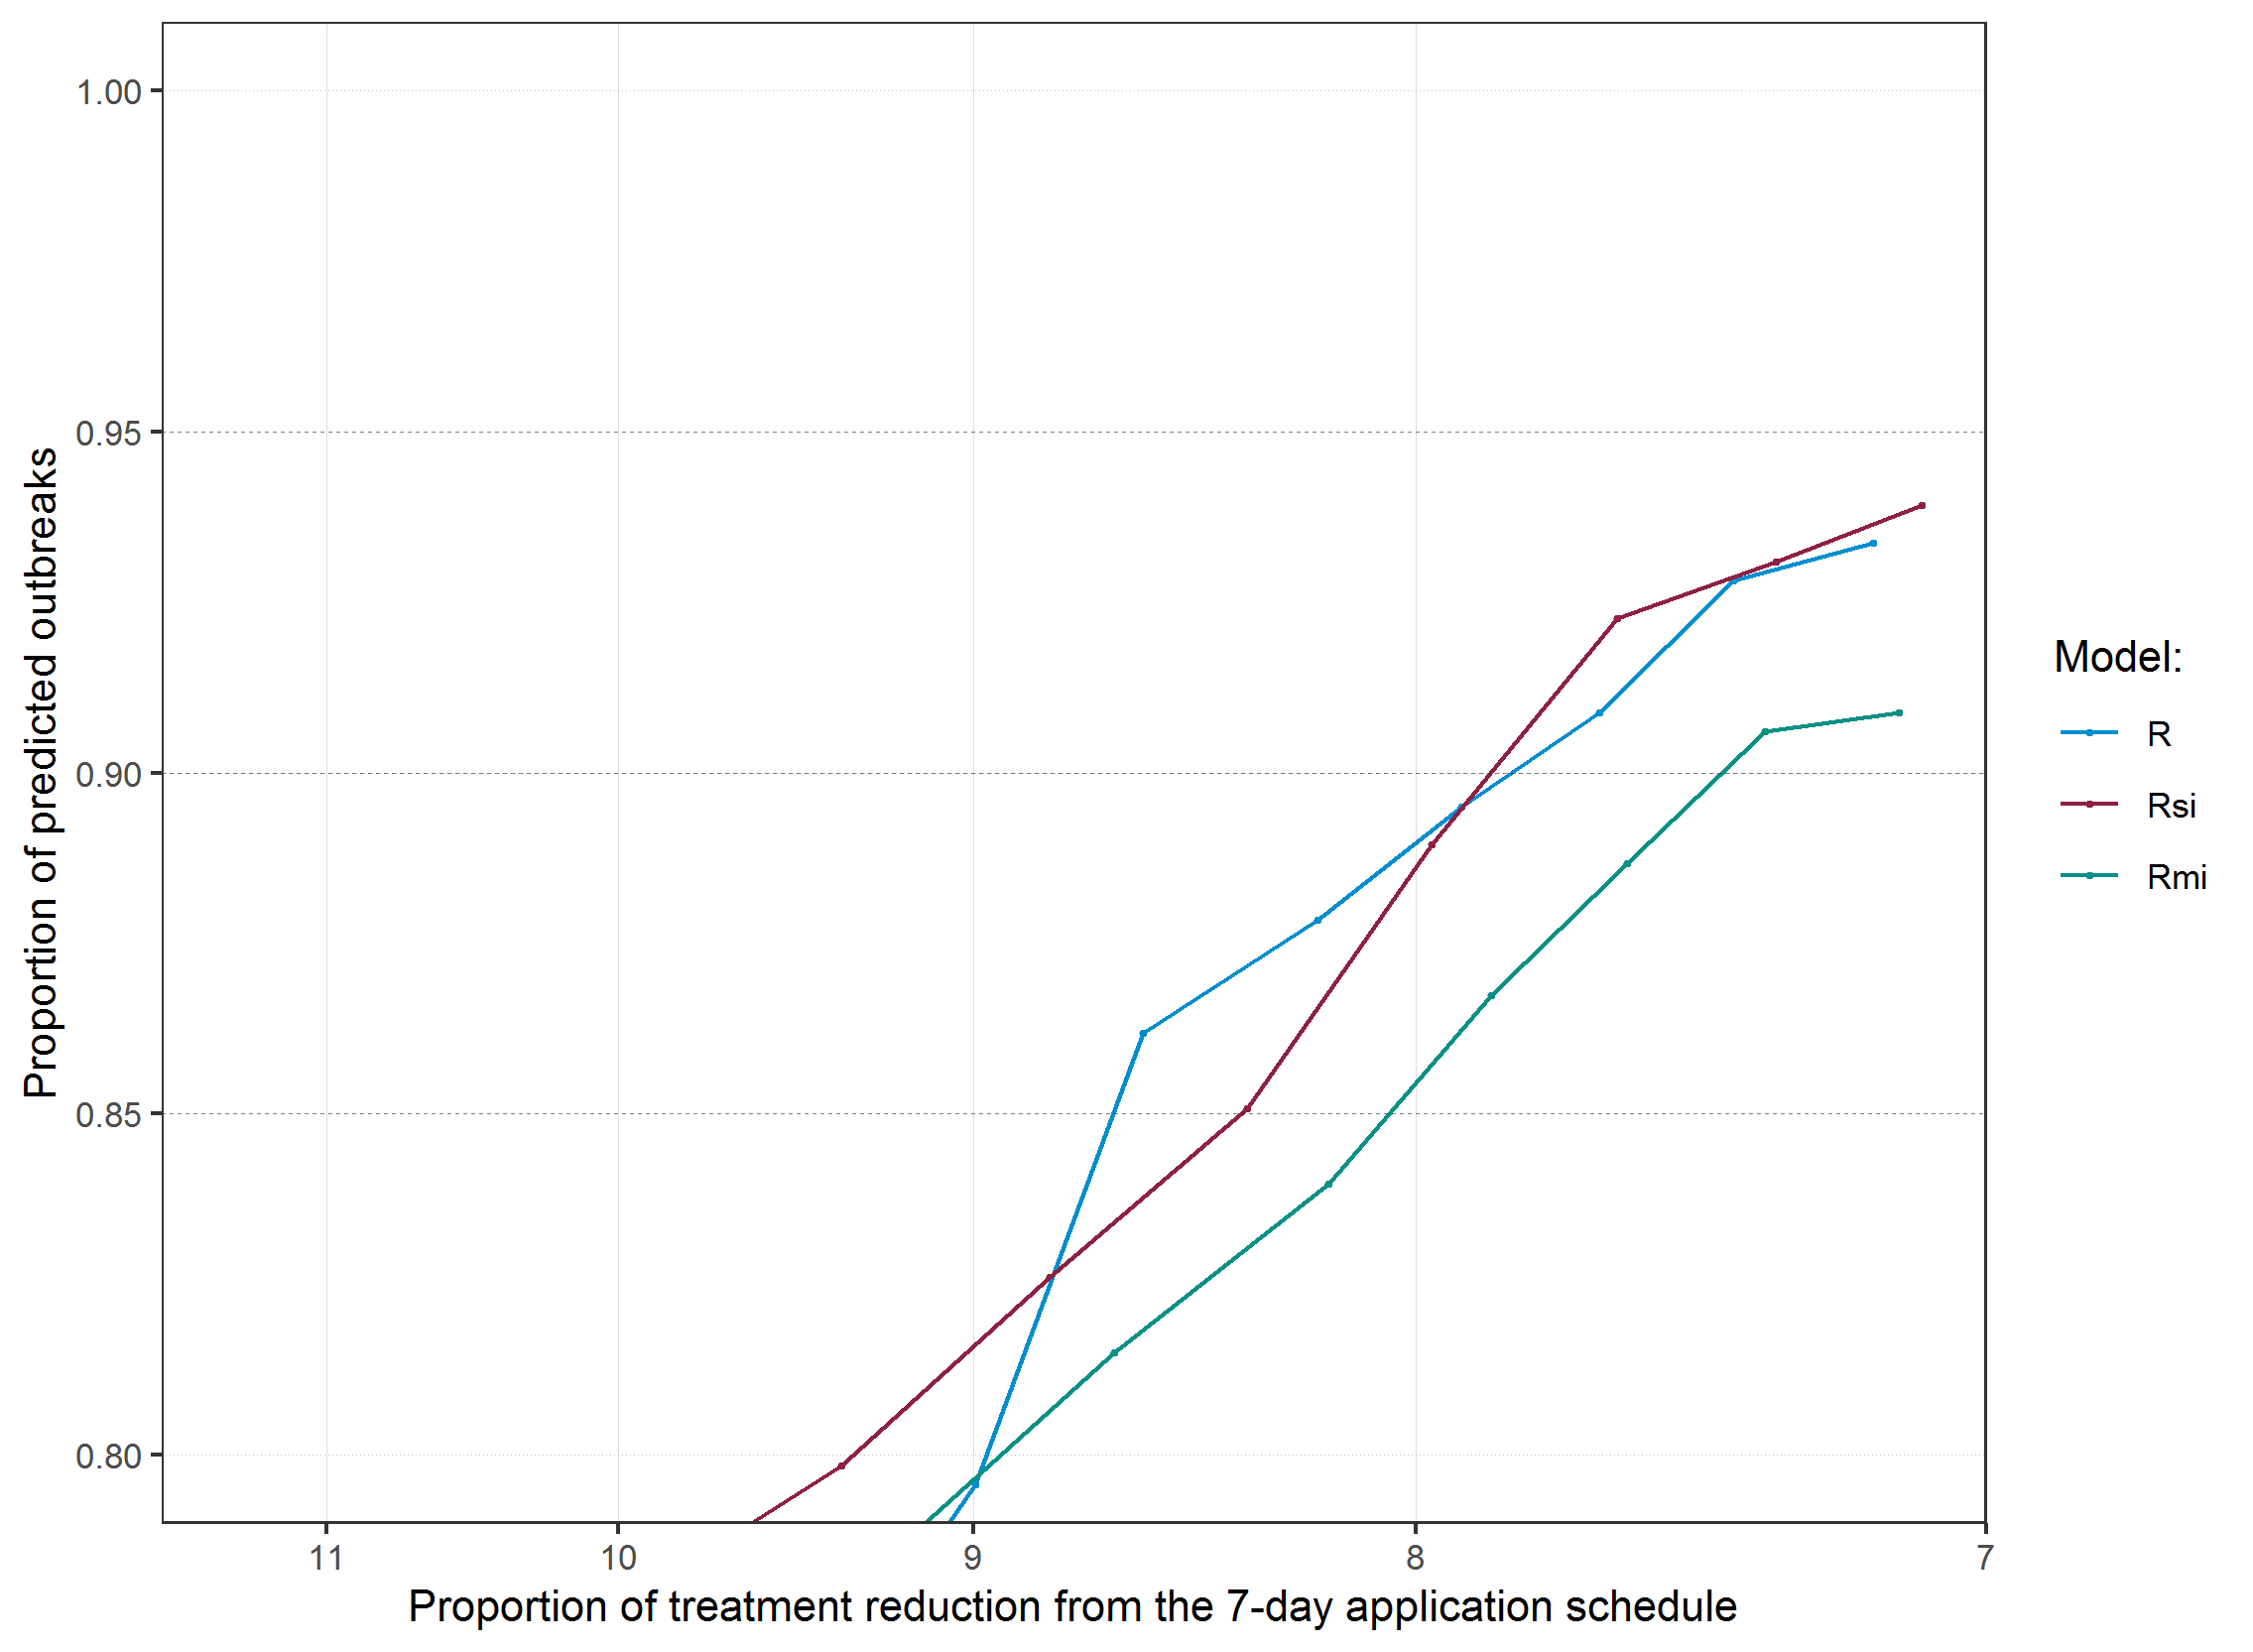 1.00
0.95
0.90
0.85
0.80
Proportion of predicted outbreaks
11 10 9 8 7
Proportion of treatment reduction from the 7-day application schedule
Model:
R
Rsi
Rmi